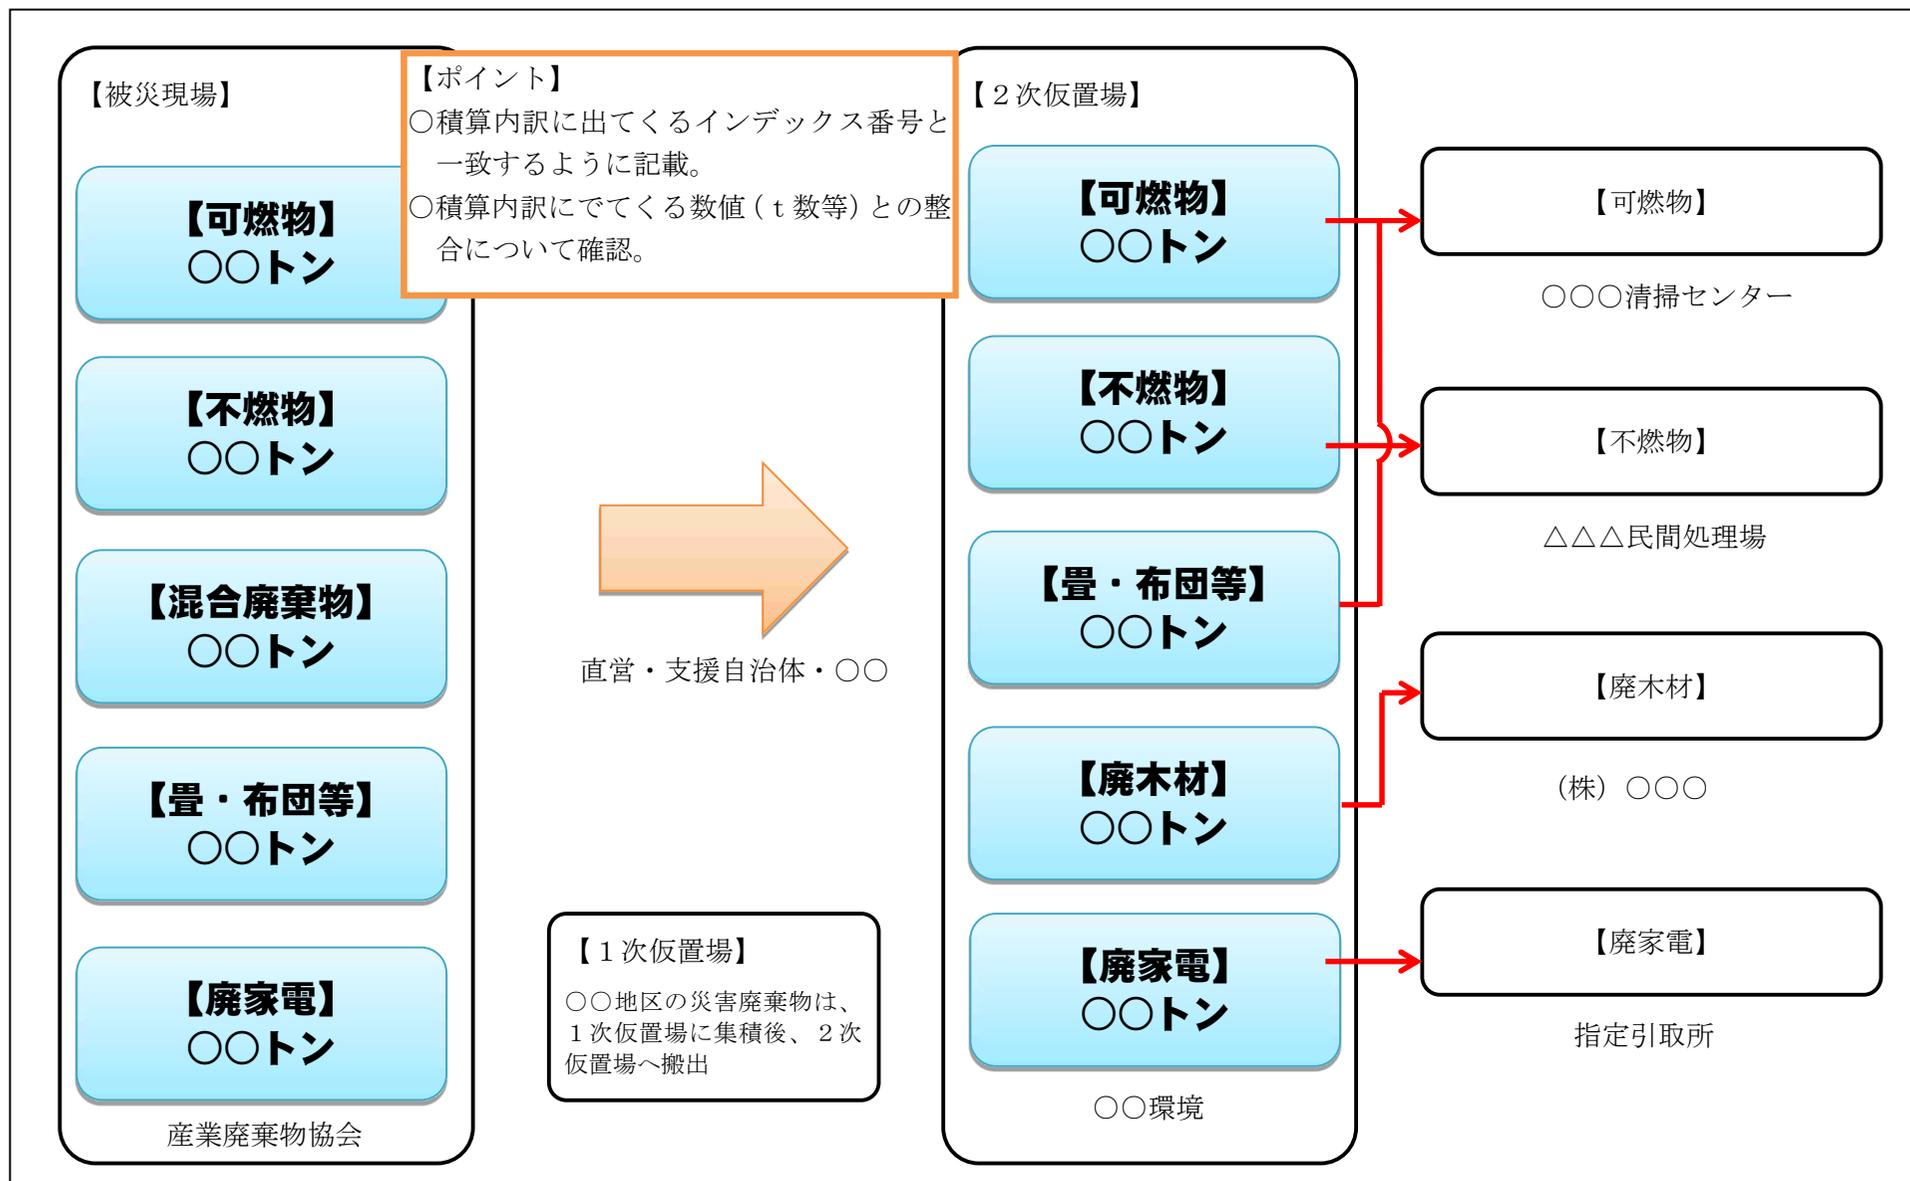 【被災現場】
【可燃物】
○○トン
【不燃物】
○○トン
【混合廃棄物】
○○トン
【畳・布団等】
○○トン
【廃家電】
○○トン
産業廃棄物協会
【ポイント】
○積算内訳に出てくるインデックス番号と
一致するように記載。
○積算内訳にでてくる数値（ｔ数等）との整
合について確認。
直営・支援自治体・○○
【１次仮置場】
○○地区の災害廃棄物は、
１次仮置場に集積後、２次
仮置場へ搬出
【２次仮置場】
【可燃物】
○○トン
【不燃物】
○○トン
【畳・布団等】
○○トン
【廃木材】
○○トン
【廃家電】
○○トン
○○環境
【可燃物】
○○○清掃センター
【不燃物】
△△△民間処理場
【廃木材】
（株）○○○
【廃家電】
指定引取所